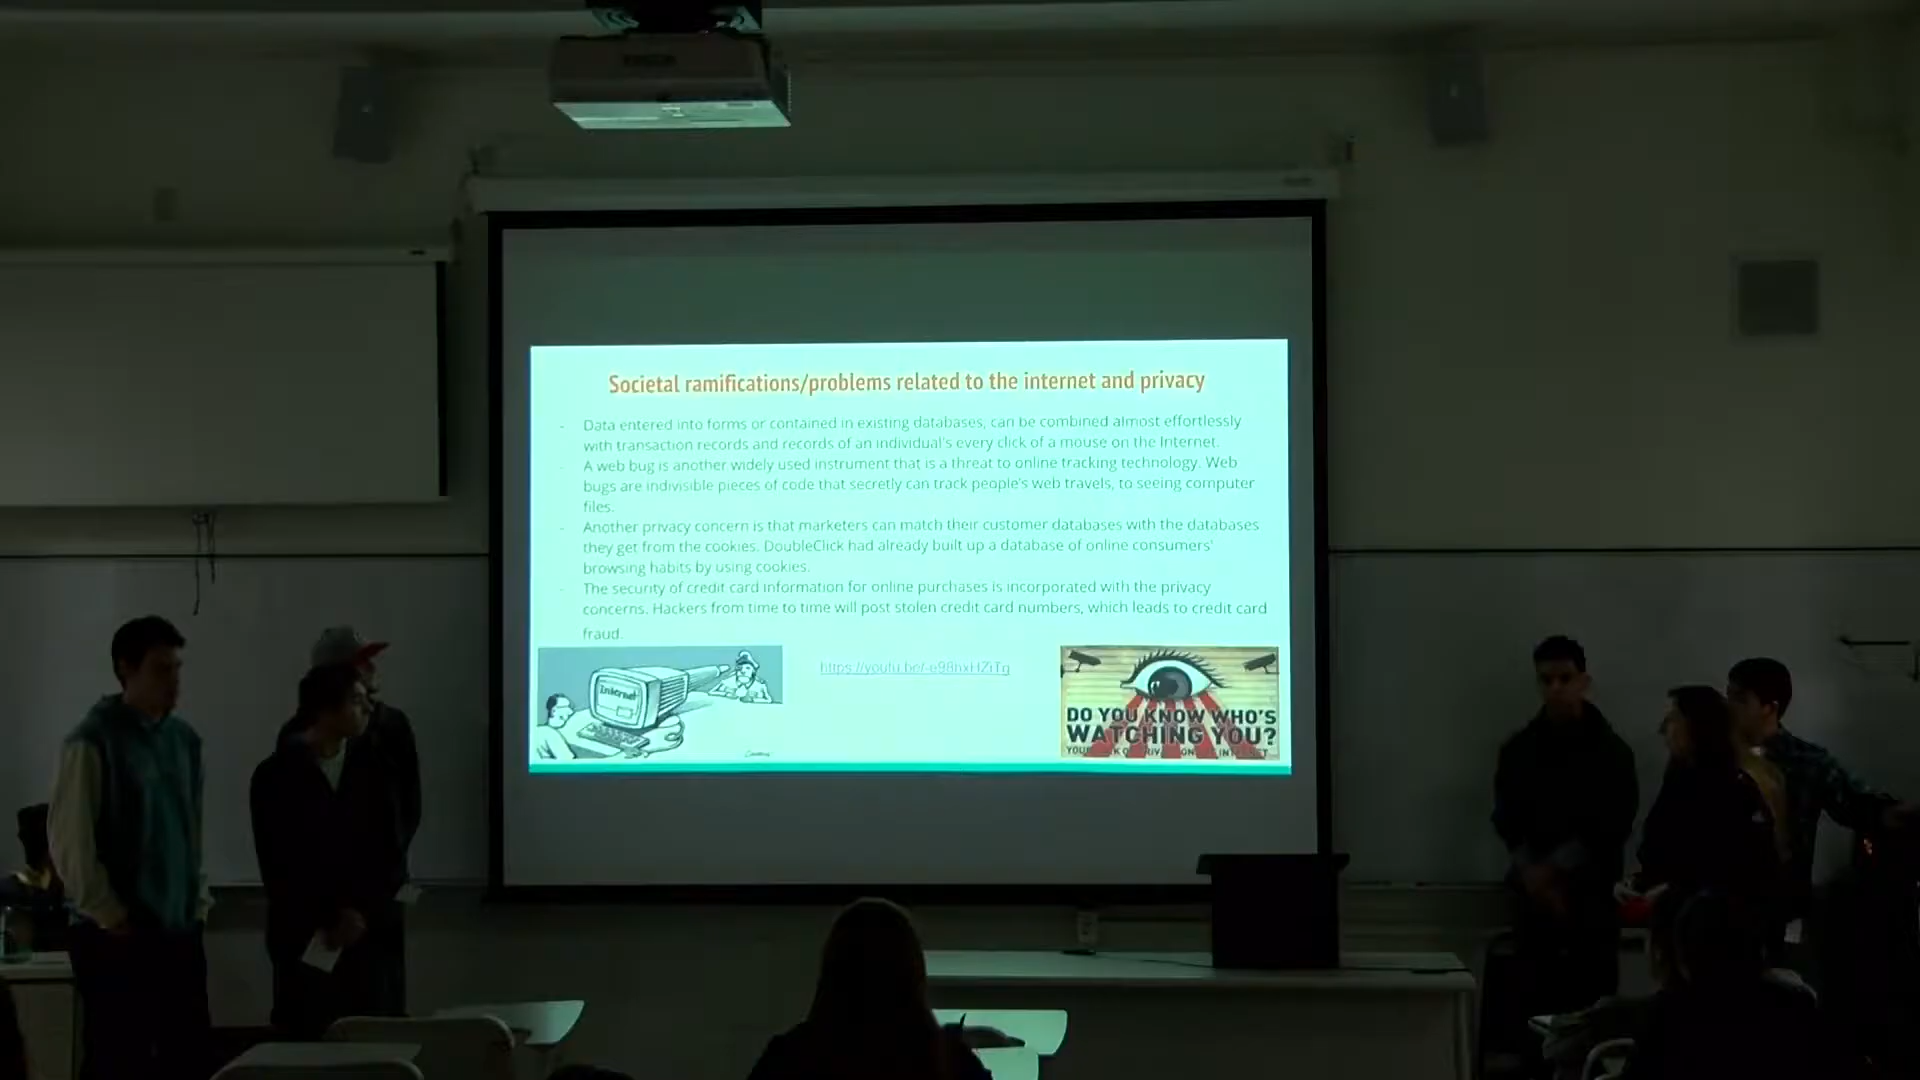 Societal ramifications/problems related to the internet and privacy
- Data entered into forms or contained in existing databases, can be combined almost effortlessly
with transaction records and records of an individual's every click of a mouse on the Internet.
- A web bug is another widely used instrument that is a threat to online tracking technology. Web
bugs are indivisible pieces of code that secretly can track people's web travels, to seeing computer
files.
- Another privacy concern is that marketers can match their customer databases with the databases
they get from the cookies. DoubleClick had already built up a database of online consumers'
browsing habits by using cookies.
- The security of credit card information for online purchases is incorporated with the privacy
concerns. Hackers from time to time will post stolen credit card numbers, which leads to credit card
fraud.
Internet
DO YOU KNOW WHO'S
WATCHING YOU?